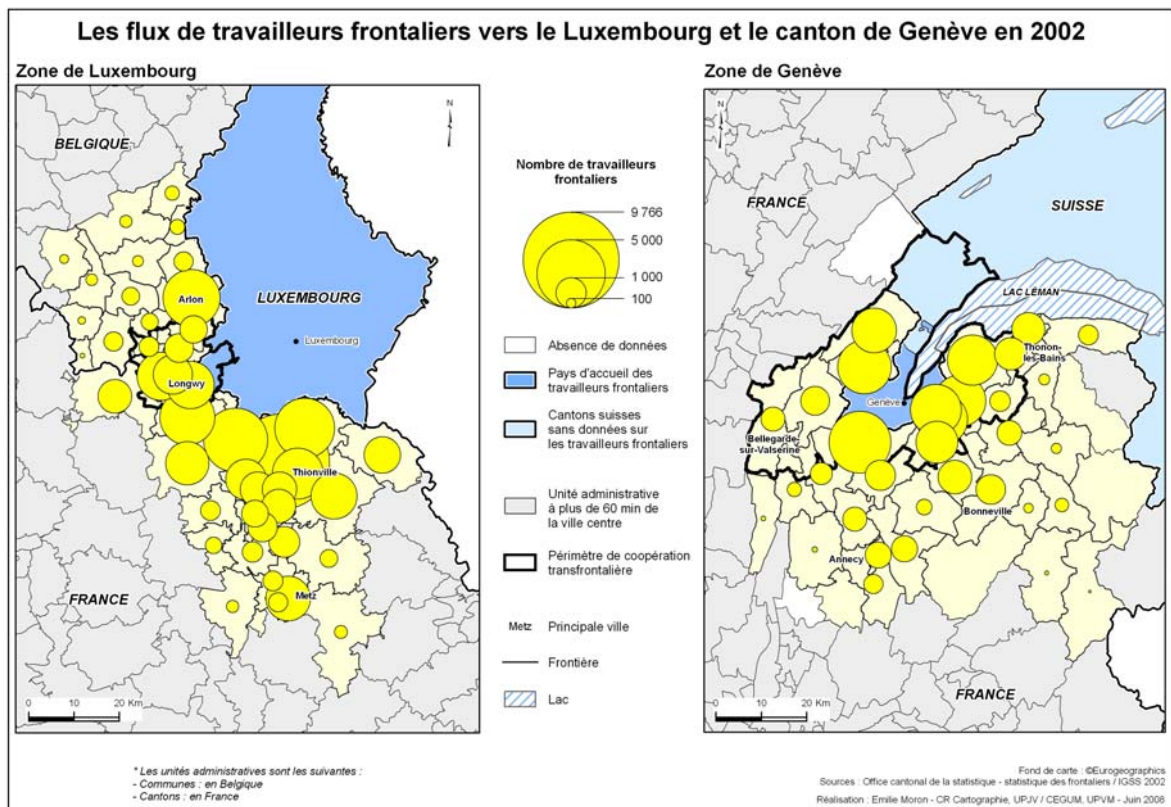 Les flux de travailleurs frontaliers vers le Luxembourg et le canton de Genève en 2002
Zone de Luxembourg
N
BELGIQUE
Arlon
LUXEMBOURG
Luxembourg
Longwy
Thionville
FRANCE
Metz
0 10 20 Km
* Les unités administratives sont les suivantes :
- Communes : en Belgique
- Cantons : en France
Nombre de travailleurs
frontaliers
9 766
5 000
1 000
100
Absence de données
Pays d'accueil des
travailleurs frontaliers
Cantons suisses
sans données sur
les travailleurs frontaliers
Unité administrative
à plus de 60 min de
la ville centre
Périmètre de coopération
transfrontalière
Metz Principale ville
Frontière
Lac
Zone de Genève
N
FRANCE
SUISSE
LAC LÉMAN
Thonon-
les-Bains
Genève
Bellegarde-
sur-Valserine
Bonneville
Annecy
FRANCE
0 10 20 Km
Fond de carte : ©Eurogeographics
Sources : Office cantonal de la statistique - statistique des frontaliers / IGSS 2002
Réalisation : Emilie Moron - CR Cartographie, UPJV / CEGUM, UPVM - Juin 2008